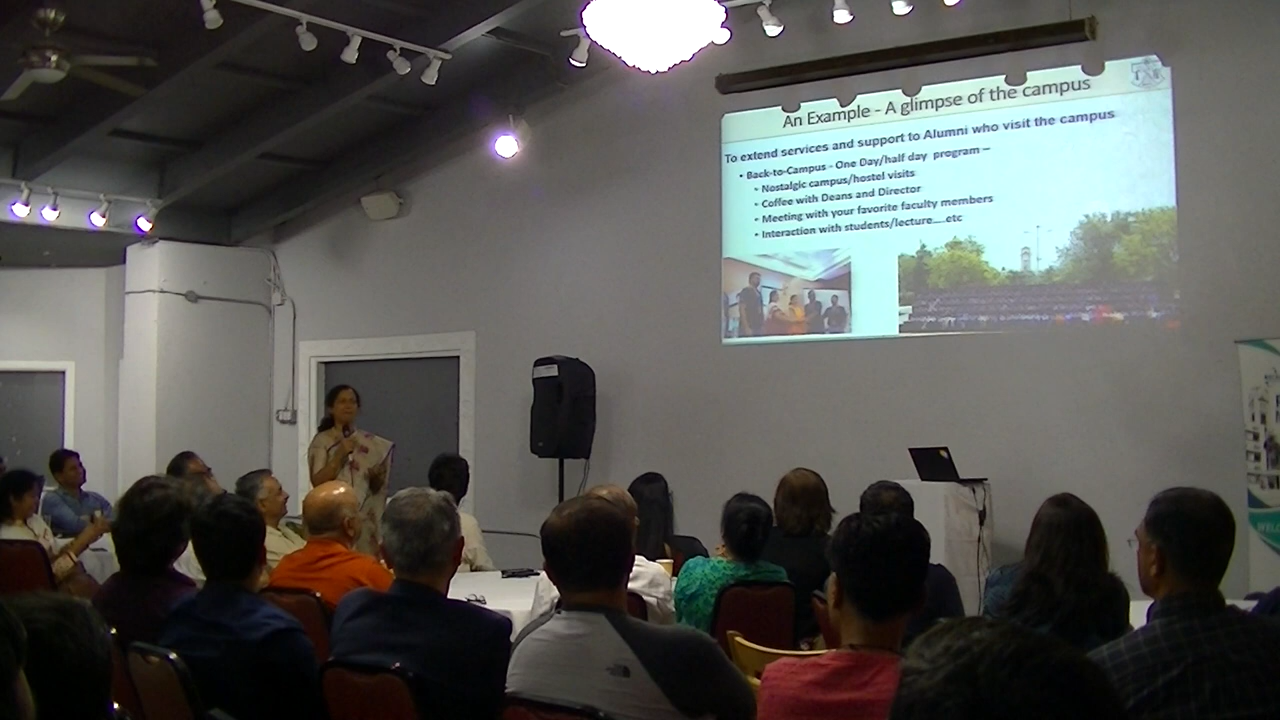 An Example - A glimpse of the campus
To extend services and support to Alumni who visit the campus
• Back-to-Campus - One Day/half day program –
Nostalgic campus/hostel visits
Coffee with Deans and Director
Meeting with your favorite faculty members
Interaction with students/lecture....etc